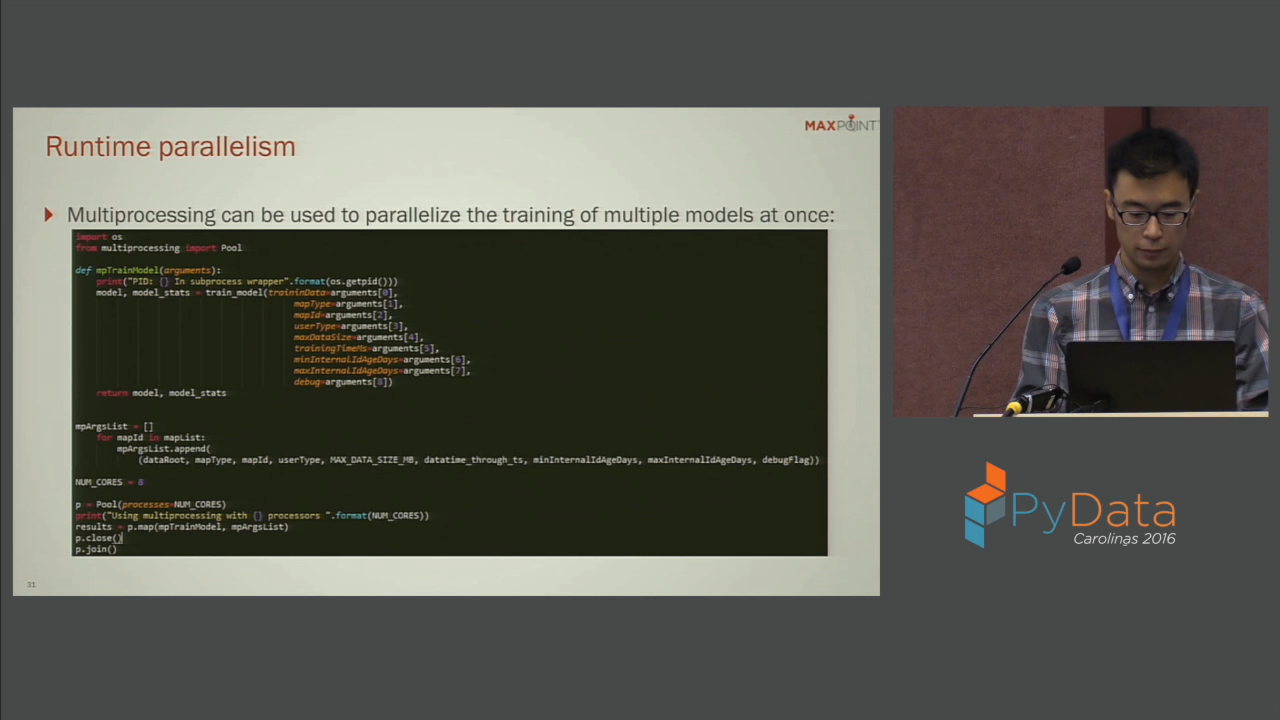 MAXPOINT
Runtime parallelism
Multiprocessing can be used to parallelize the training of multiple models at once:
import os
from multiprocessing import Pool
def mpTrainModel(arguments):
print("PID: {} In subprocess wrapper".format(os.getpid()))
model, model_stats = train_model(traininData=arguments[0],
mapType=arguments[1],
mapId=arguments[2],
userType=arguments[3],
maxDataSize=arguments[4],
trainingTimeMs=arguments[5],
minInternalIdAgeDays=arguments[6],
maxInternalIdAgeDays=arguments[7],
debug=arguments[8])
return model, model_stats
mpArgsList = []
for mapId in mapList:
mpArgsList.append(
(dataRoot, mapType, mapId, userType, MAX_DATA_SIZE_MB, datatime_through_ts, minInternalIdAgeDays, maxInternalIdAgeDays, debugFlag))
NUM_CORES = 8
p = Pool(processes=NUM_CORES)
print("Using multiprocessing with {} processors ".format(NUM_CORES))
results = p.map(mpTrainModel, mpArgsList)
p.close()
p.join()
31
PyData
Carolinas 2016